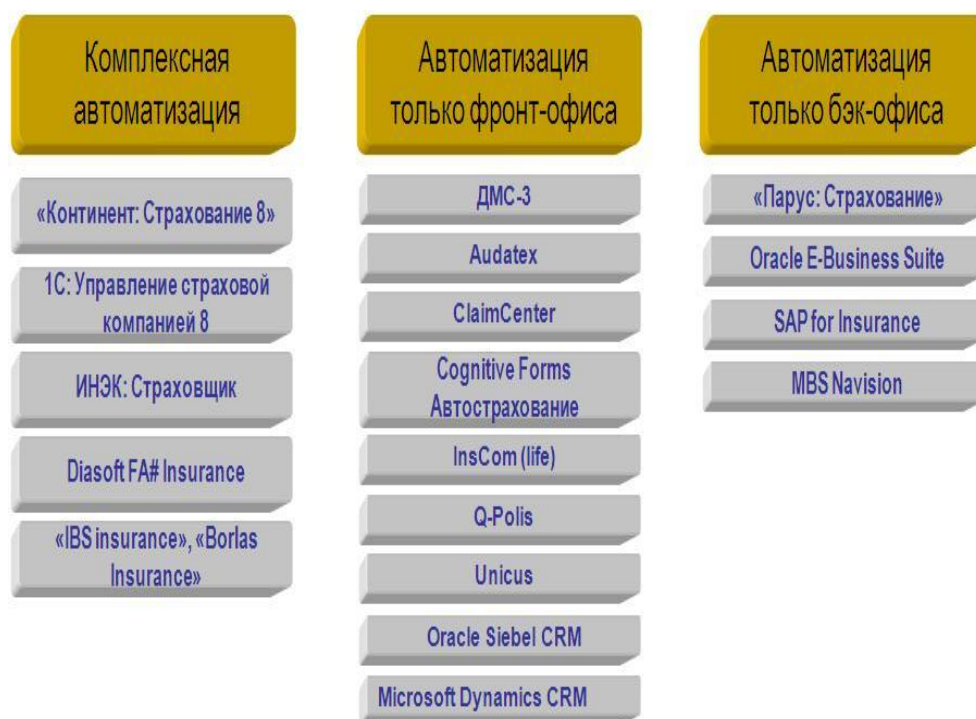 Комплексная
автоматизация
«Континент: Страхование 8»
1С: Управление страховой
компанией 8
ИНЭК: Страховщик
Diasoft FA# Insurance
«IBS insurance», «Borlas
Insurance»
Автоматизация
только фронт-офиса
ДМС-3
Audatex
ClaimCenter
Cognitive Forms
Автострахование
InsCom (life)
Q-Polis
Unicus
Oracle Siebel CRM
Microsoft Dynamics CRM
Автоматизация
только бэк-офиса
«Парус: Страхование»
Oracle E-Business Suite
SAP for Insurance
MBS Navision